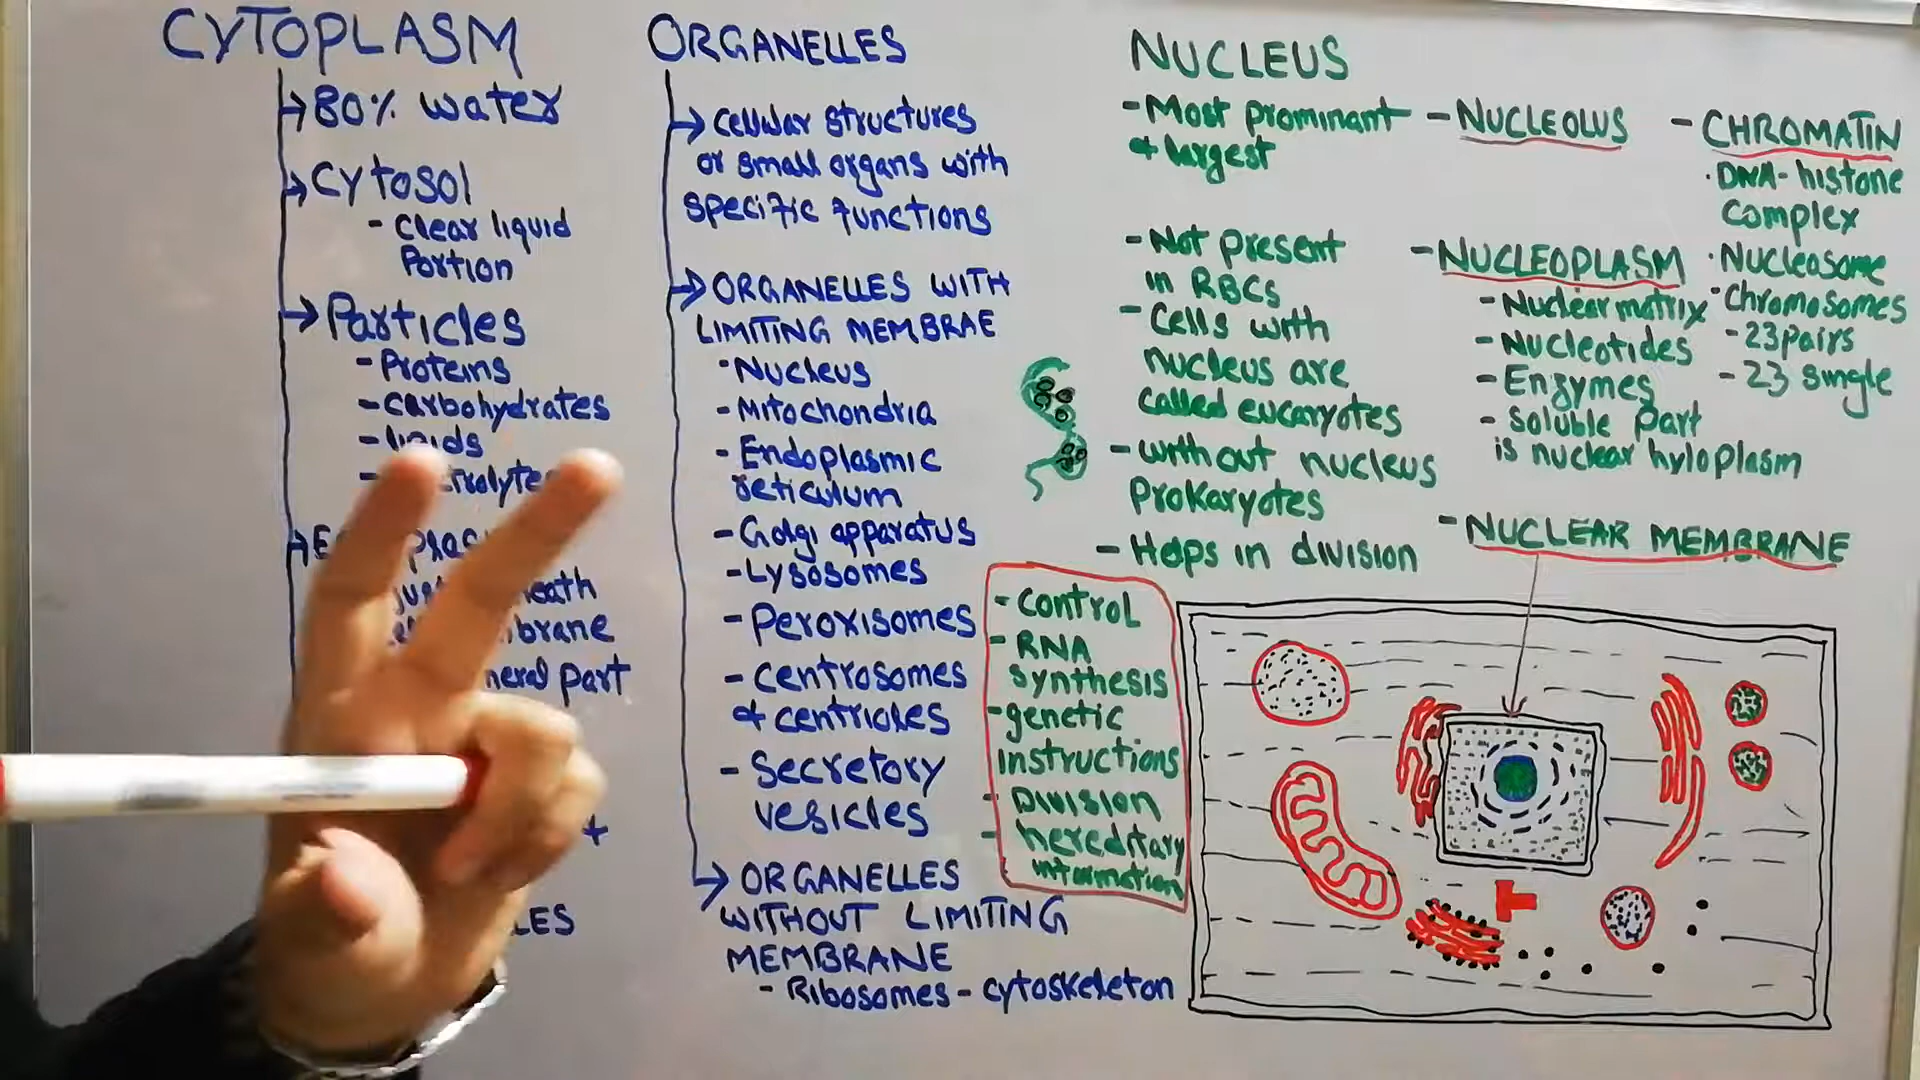 CYTOPLASM
80% water
Cytosol
- Clear liquid
Portion
Particles
- Proteins
- carbohydrates
- lipids
part
ORGANELLES
cellular structures
or small organs with
specific functions
ORGANELLES WITH
LIMITING MEMBRAE
- Nucleus
- Mitochondria
- Endoplasmic
reticulum
- Golgi apparatus
- Lysosomes
- Peroxisomes
- centrosomes
& centrioles
- secretory
vesicles
ORGANELLES
WITHOUT LIMITING
MEMBRANE
- Ribosomes - cytoskeleton
NUCLEUS
- Most prominant
& largest
- Not present
in RBCs
- Cells with
nucleus are
called eucaryotes
- without nucleus
Prokaryotes
- Helps in division
- control
- RNA
synthesis
- genetic
instructions
- Division
- hereditary
information
- NUCLEOLUS
- NUCLEOPLASM
- Nuclear matrix
- Nucleotides
- Enzymes
- Soluble Part
is nuclear hyloplasm
- NUCLEAR MEMBRANE
- CHROMATIN
· DNA - histone
complex
· Nucleosome
· Chromosomes
- 23 pairs
- 23 single